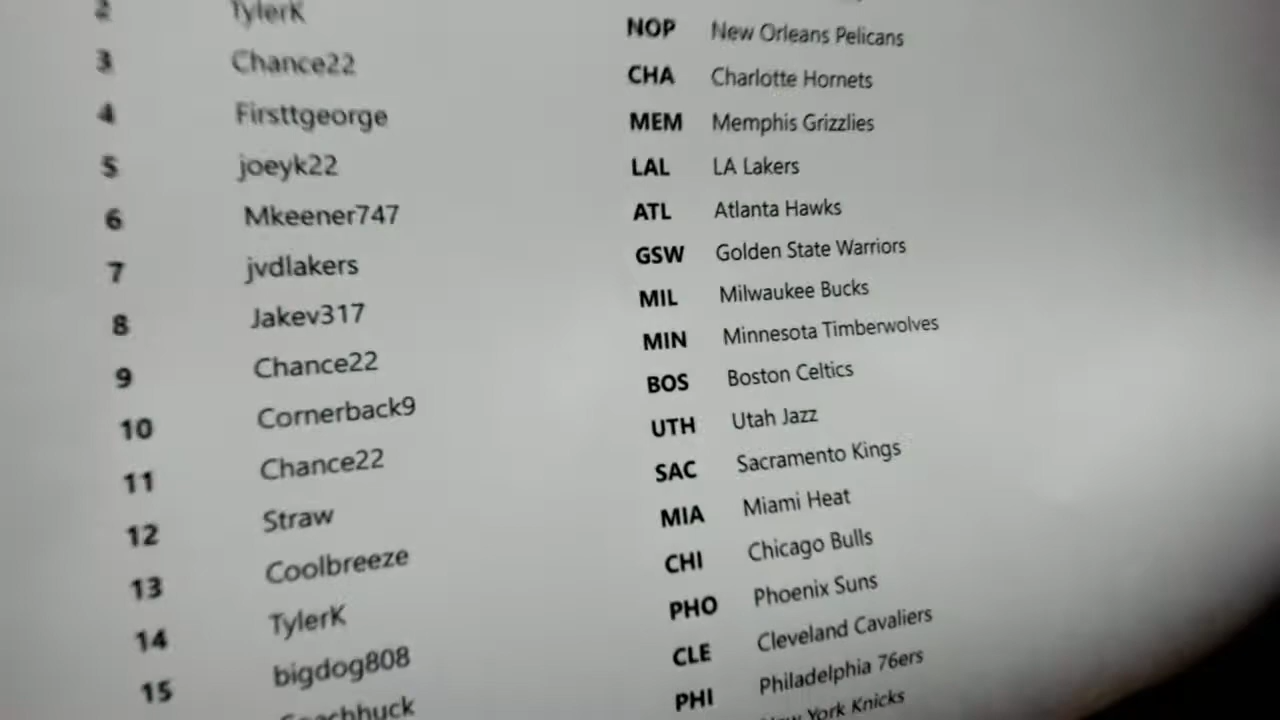 2 TylerK NOP New Orleans Pelicans
3 Chance22 CHA Charlotte Hornets
4 Firsttgeorge MEM Memphis Grizzlies
5 joeyk22 LAL LA Lakers
6 Mkeener747 ATL Atlanta Hawks
7 jvdlakers GSW Golden State Warriors
8 Jakev317 MIL Milwaukee Bucks
9 Chance22 MIN Minnesota Timberwolves
10 Cornerback9 BOS Boston Celtics
11 Chance22 UTH Utah Jazz
12 Straw SAC Sacramento Kings
13 Coolbreeze MIA Miami Heat
14 TylerK CHI Chicago Bulls
15 bigdog808 PHO Phoenix Suns
CLE Cleveland Cavaliers
PHI Philadelphia 76ers
York Knicks